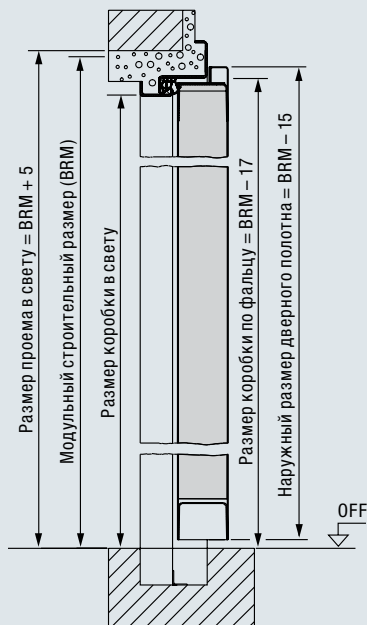 Размер проема в свету = BRM + 5
Модульный строительный размер (BRM)
Размер коробки в свету
Размер коробки по фальцу = BRM – 17
Наружный размер дверного полотна = BRM – 15
OFF